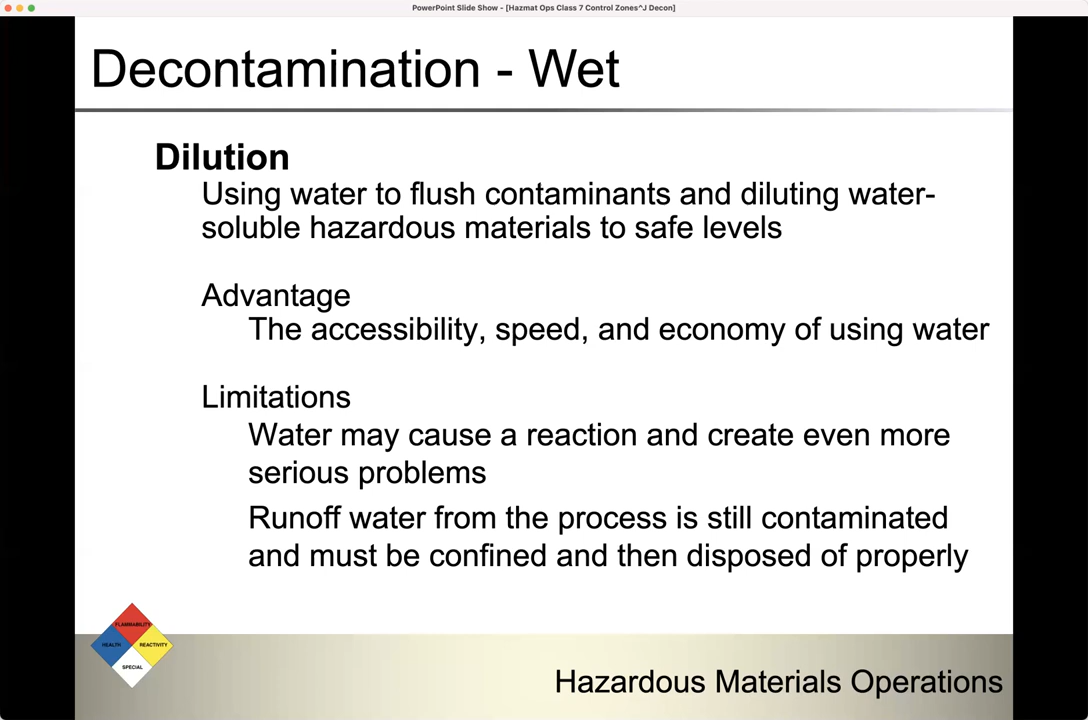 PowerPoint Slide Show - [Hazmat Ops Class 7 Control Zones^J Decon]
Decontamination - Wet
Dilution
Using water to flush contaminants and diluting water-
soluble hazardous materials to safe levels
Advantage
The accessibility, speed, and economy of using water
Limitations
Water may cause a reaction and create even more
serious problems
Runoff water from the process is still contaminated
and must be confined and then disposed of properly
FLAMMABILITY
HEALTH
REACTIVITY
SPECIAL
Hazardous Materials Operations